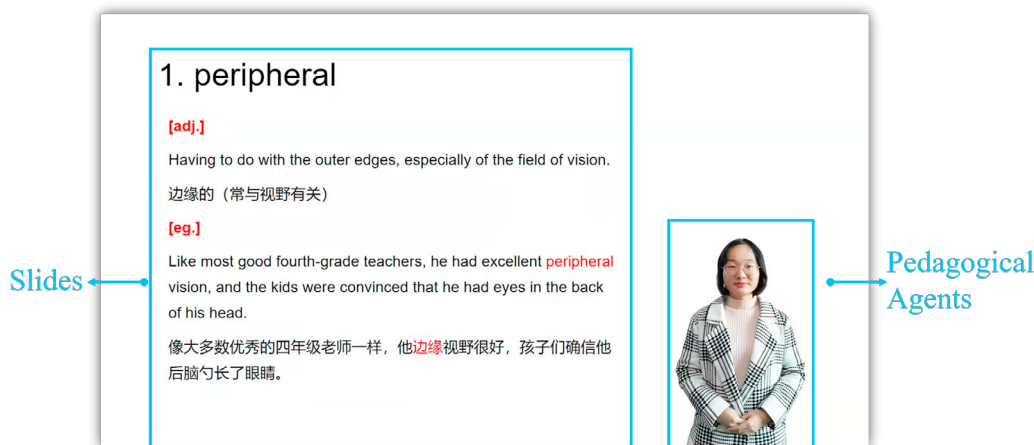 1. peripheral
[adj.]
Having to do with the outer edges, especially of the field of vision.
边缘的（常与视野有关）
[eg.]
Like most good fourth-grade teachers, he had excellent peripheral
vision, and the kids were convinced that he had eyes in the back
of his head.
像大多数优秀的四年级老师一样，他边缘视野很好，孩子们确信他
后脑勺长了眼睛。
Slides
Pedagogical
Agents